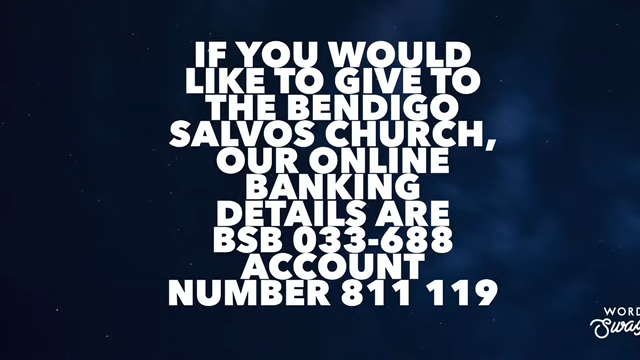 IF YOU WOULD
LIKE TO GIVE TO
THE BENDIGO
SALVOS CHURCH,
OUR ONLINE
BANKING
DETAILS ARE
BSB 033-688
ACCOUNT
NUMBER 811 119
WORD